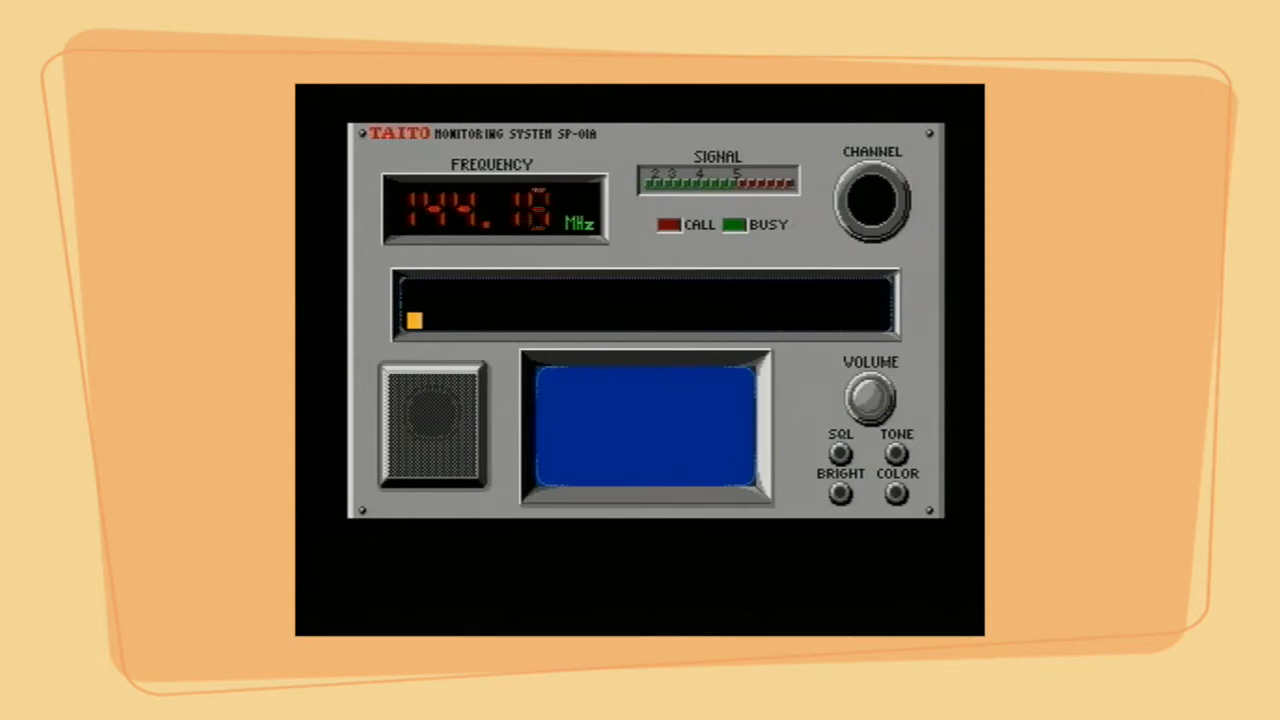 TAITO MONITORING SYSTEM SP-01A
CHANNEL
FREQUENCY
SIGNAL
2 3 4 5
144.18 MHz
CALL BUSY
VOLUME
SQL TONE
BRIGHT COLOR